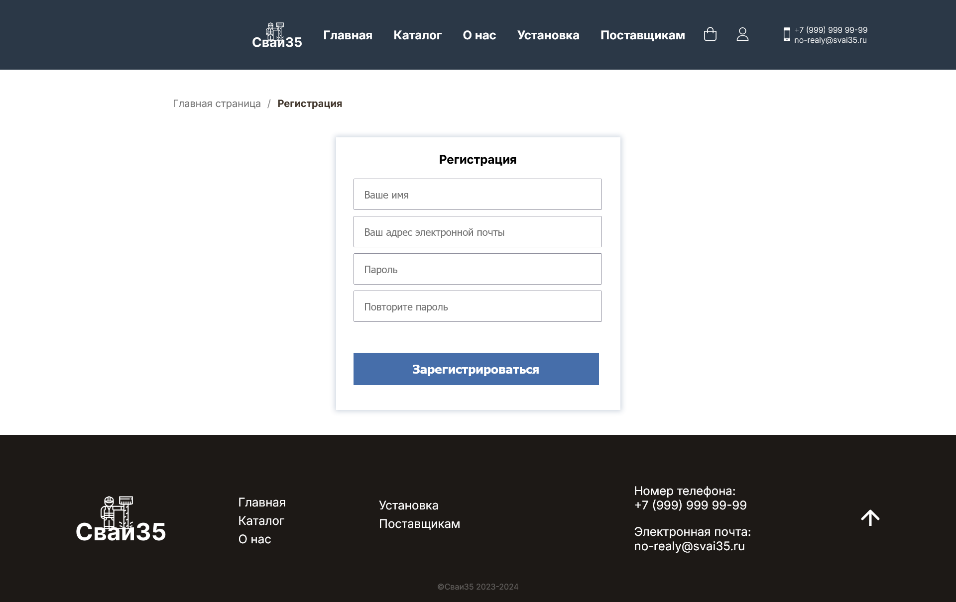 Сваи35 Главная Каталог О нас Установка Поставщикам
+7 (999) 999 99-99
no-realy@svai35.ru
Главная страница / Регистрация
Регистрация
Ваше имя
Ваш адрес электронной почты
Пароль
Повторите пароль
Зарегистрироваться
Сваи35
Главная
Каталог
О нас
Установка
Поставщикам
Номер телефона:
+7 (999) 999 99-99
Электронная почта:
no-realy@svai35.ru
©Сваи35 2023-2024